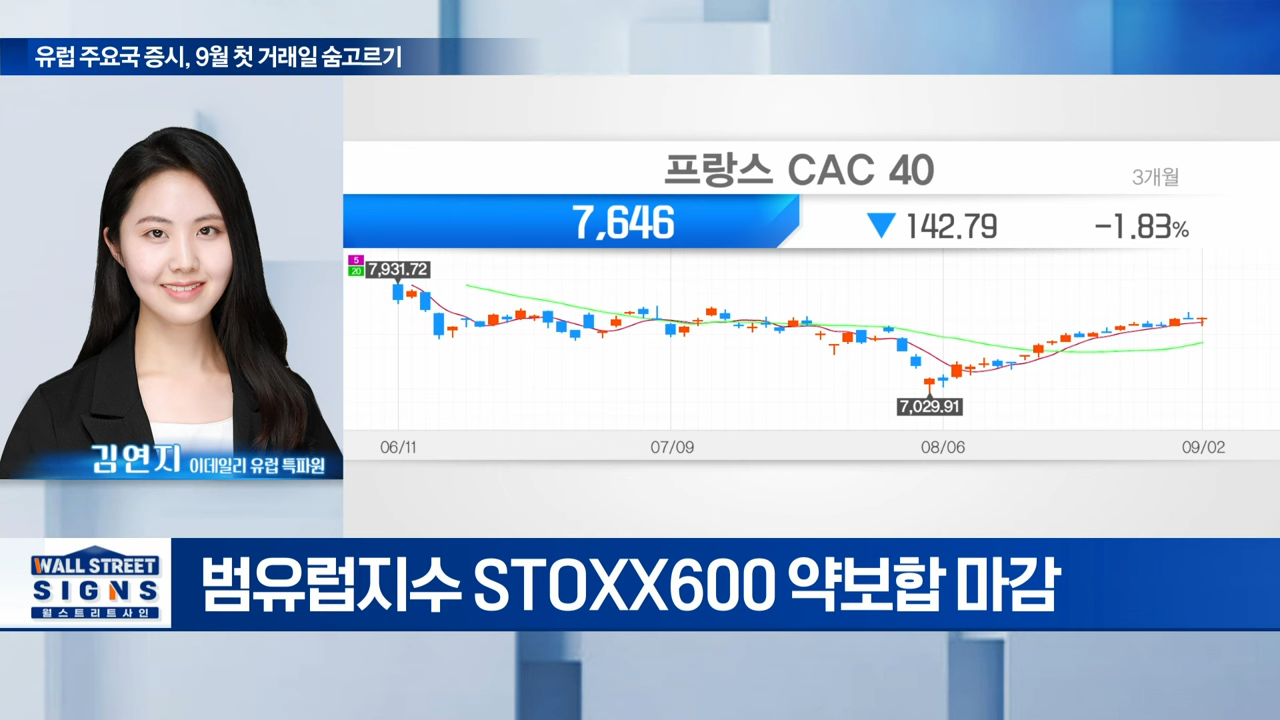 유럽 주요국 증시, 9월 첫 거래일 숨고르기
프랑스 CAC 40
3개월
7,646 ▼ 142.79 -1.83%
5
20
7,931.72
7,029.91
06/11 07/09 08/06 09/02
김연지 이데일리 유럽 특파원
WALL STREET
SIGNS
월스트리트사인
범유럽지수 STOXX600 약보합 마감